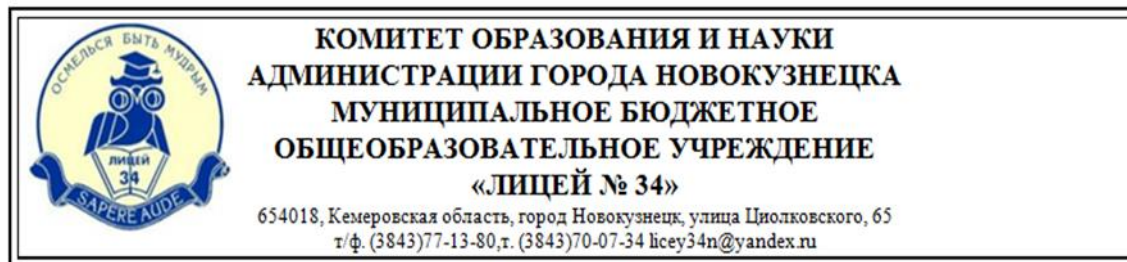 ОСМЕЛЬСЯ БЫТЬ МУДРЫМ
ЛИЦЕЙ
34
SAPERE AUDE
КОМИТЕТ ОБРАЗОВАНИЯ И НАУКИ
АДМИНИСТРАЦИИ ГОРОДА НОВОКУЗНЕЦКА
МУНИЦИПАЛЬНОЕ БЮДЖЕТНОЕ
ОБЩЕОБРАЗОВАТЕЛЬНОЕ УЧРЕЖДЕНИЕ
«ЛИЦЕЙ № 34»
654018, Кемеровская область, город Новокузнецк, улица Циолковского, 65
т/ф. (3843)77-13-80,т. (3843)70-07-34 licey34n@yandex.ru